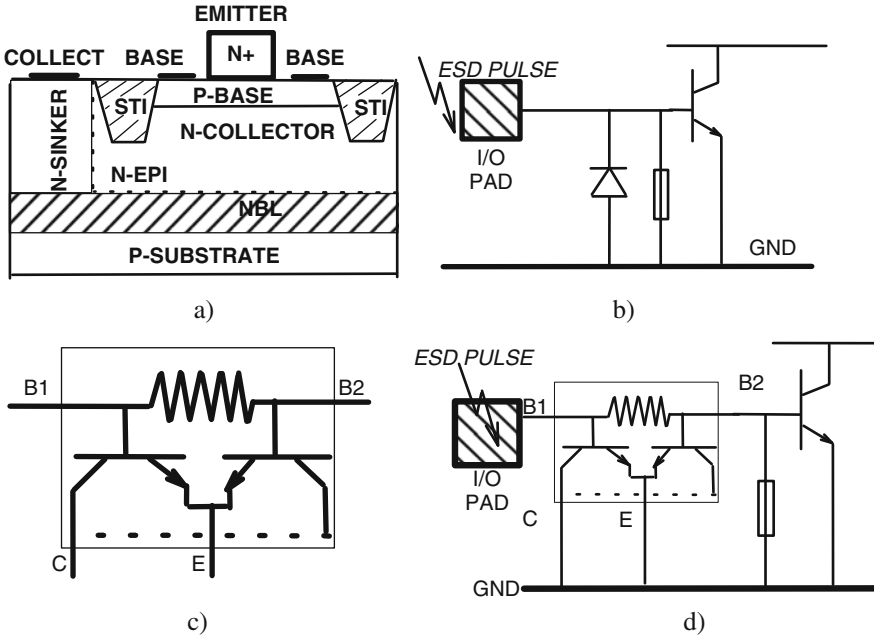 EMITTER
N+
COLLECT BASE BASE
P-BASE
STI STI
N-COLLECTOR
N-SINKER
N-EPI
NBL
P-SUBSTRATE
a)
ESD PULSE
I/O
PAD
GND
b)
B1
B2
C
E
c)
ESD PULSE
B1
B2
I/O
PAD
C
E
GND
d)